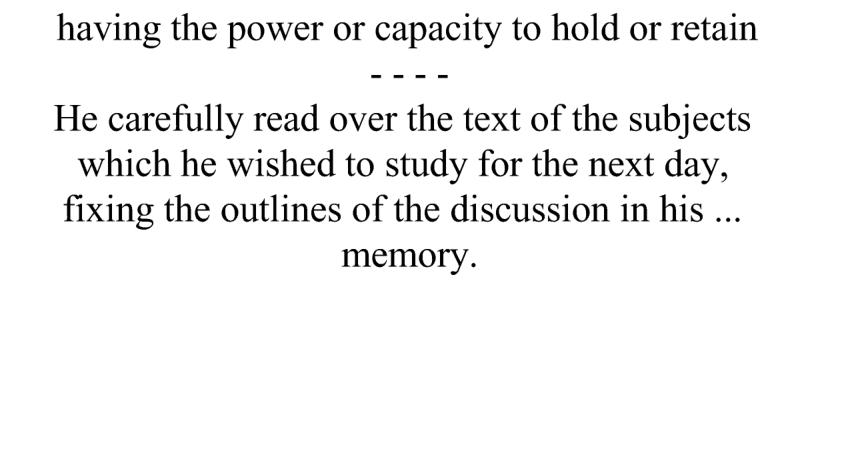 having the power or capacity to hold or retain
- - - -
He carefully read over the text of the subjects
which he wished to study for the next day,
fixing the outlines of the discussion in his ...
memory.